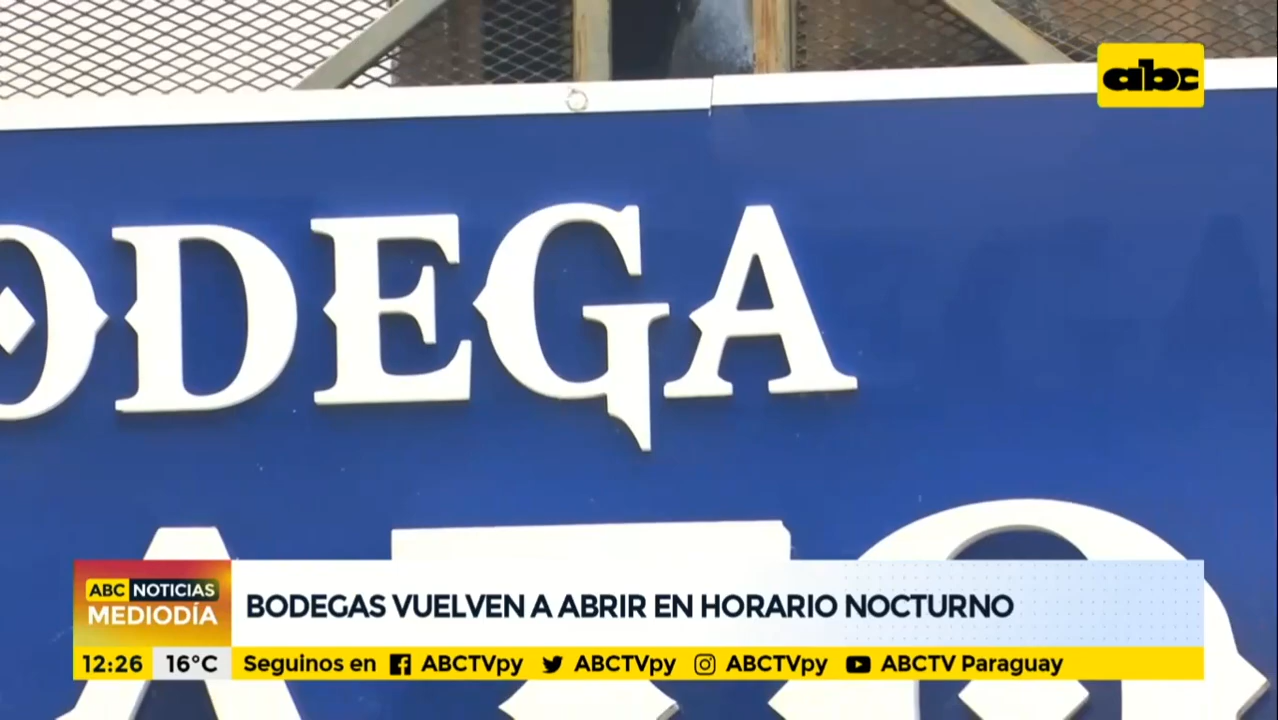 abc
BODEGA
ABC NOTICIAS
MEDIODÍA
BODEGAS VUELVEN A ABRIR EN HORARIO NOCTURNO
12:26 16°C Seguinos en ABCTVpy ABCTVpy ABCTVpy ABCTV Paraguay